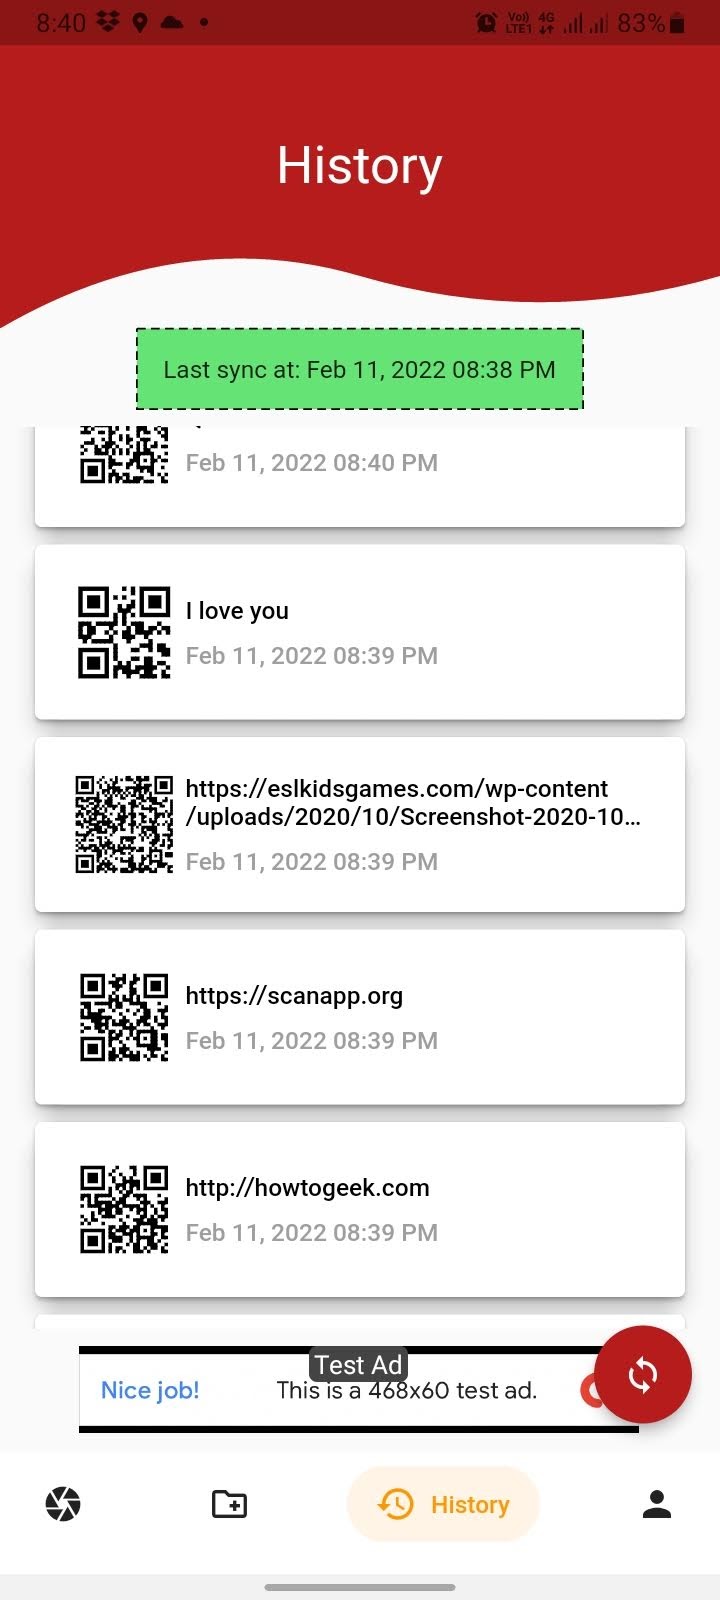 8:40
Vo)) 4G
LTE1
83%
History
Last sync at: Feb 11, 2022 08:38 PM
Feb 11, 2022 08:40 PM
I love you
Feb 11, 2022 08:39 PM
https://eslkidsgames.com/wp-content
/uploads/2020/10/Screenshot-2020-10...
Feb 11, 2022 08:39 PM
https://scanapp.org
Feb 11, 2022 08:39 PM
http://howtogeek.com
Feb 11, 2022 08:39 PM
Test Ad
Nice job! This is a 468x60 test ad.
History